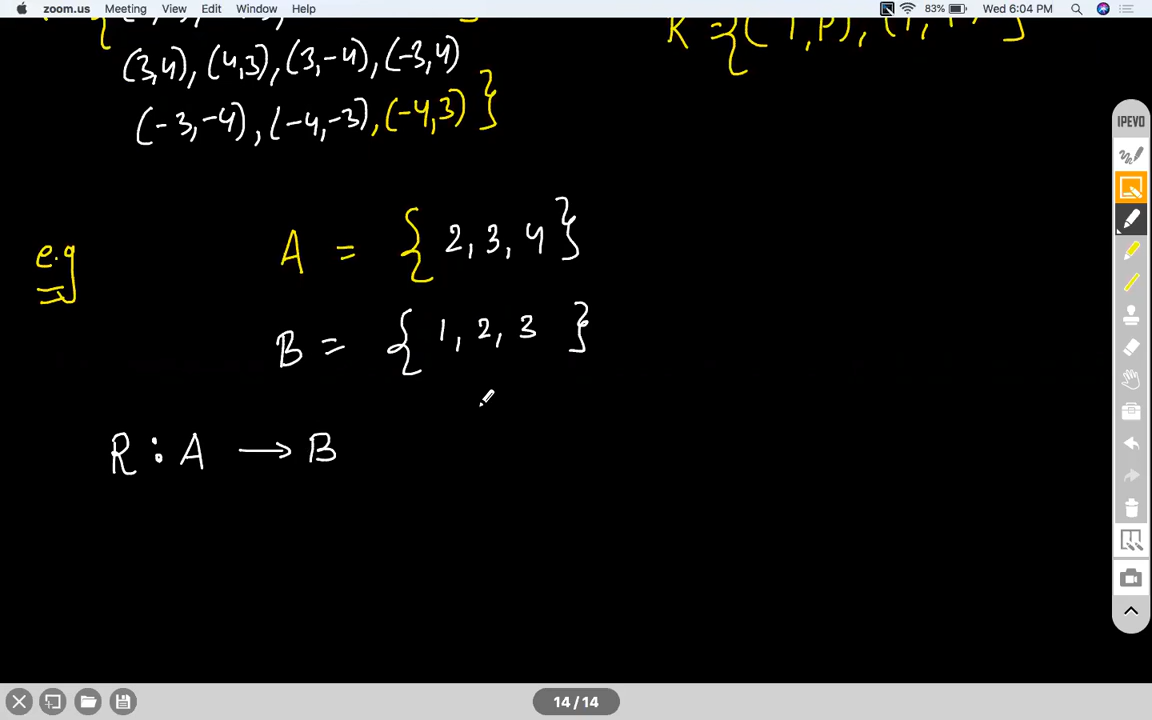 zoom.us Meeting View Edit Window Help 83% Wed 6:04 PM
(3,4), (4,3), (3,-4), (-3,4)
(-3,-4), (-4,-3), (-4,3) }
e.g A = { 2, 3, 4 }
B = { 1, 2, 3 }
R : A → B
IPEVO
14 / 14